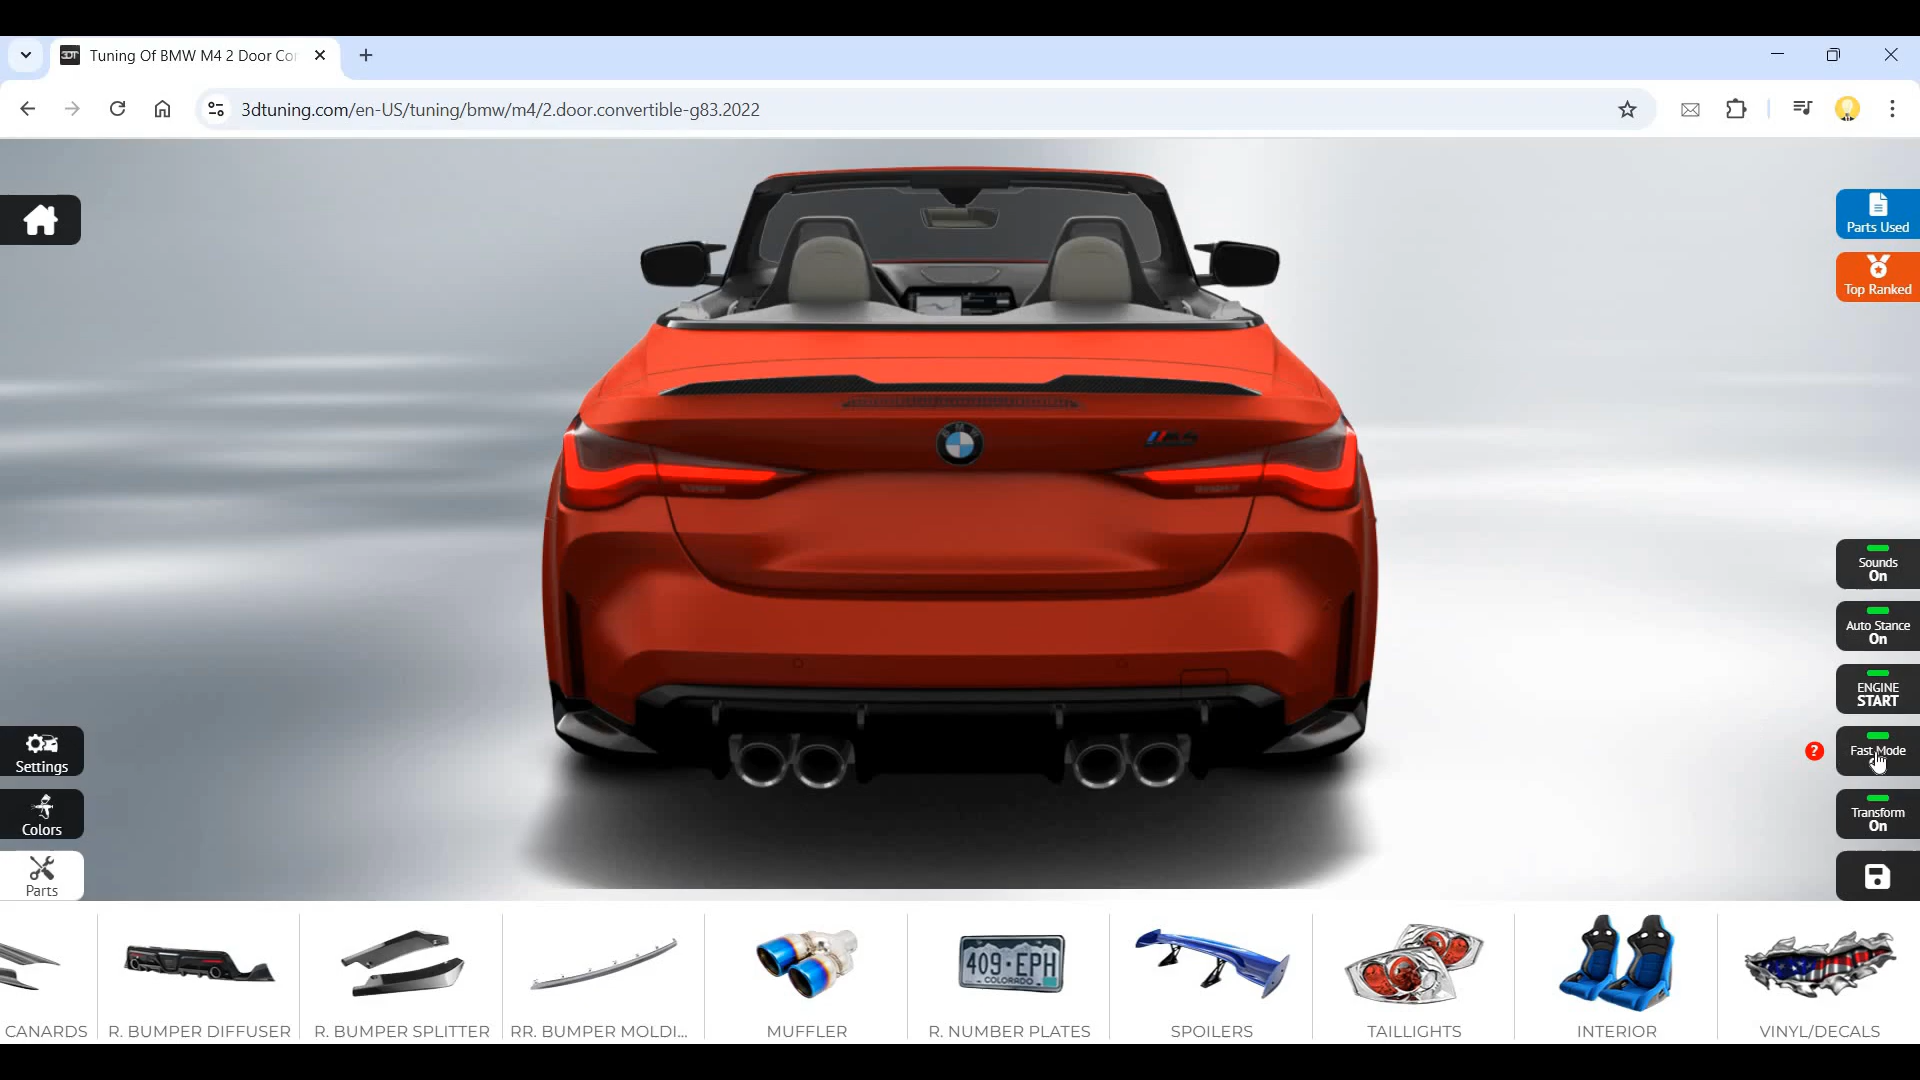 Tuning Of BMW M4 2 Door Co
3dtuning.com/en-US/tuning/bmw/m4/2.door.convertible-g83.2022
Parts Used
Top Ranked
BMW
Sounds
On
Auto Stance
On
ENGINE
START
?
Fast Mode
Transform
On
Settings
Colors
Parts
409·EPH
COLORADO
CANARDS
R. BUMPER DIFFUSER
R. BUMPER SPLITTER
RR. BUMPER MOLDI...
MUFFLER
R. NUMBER PLATES
SPOILERS
TAILLIGHTS
INTERIOR
VINYL/DECALS